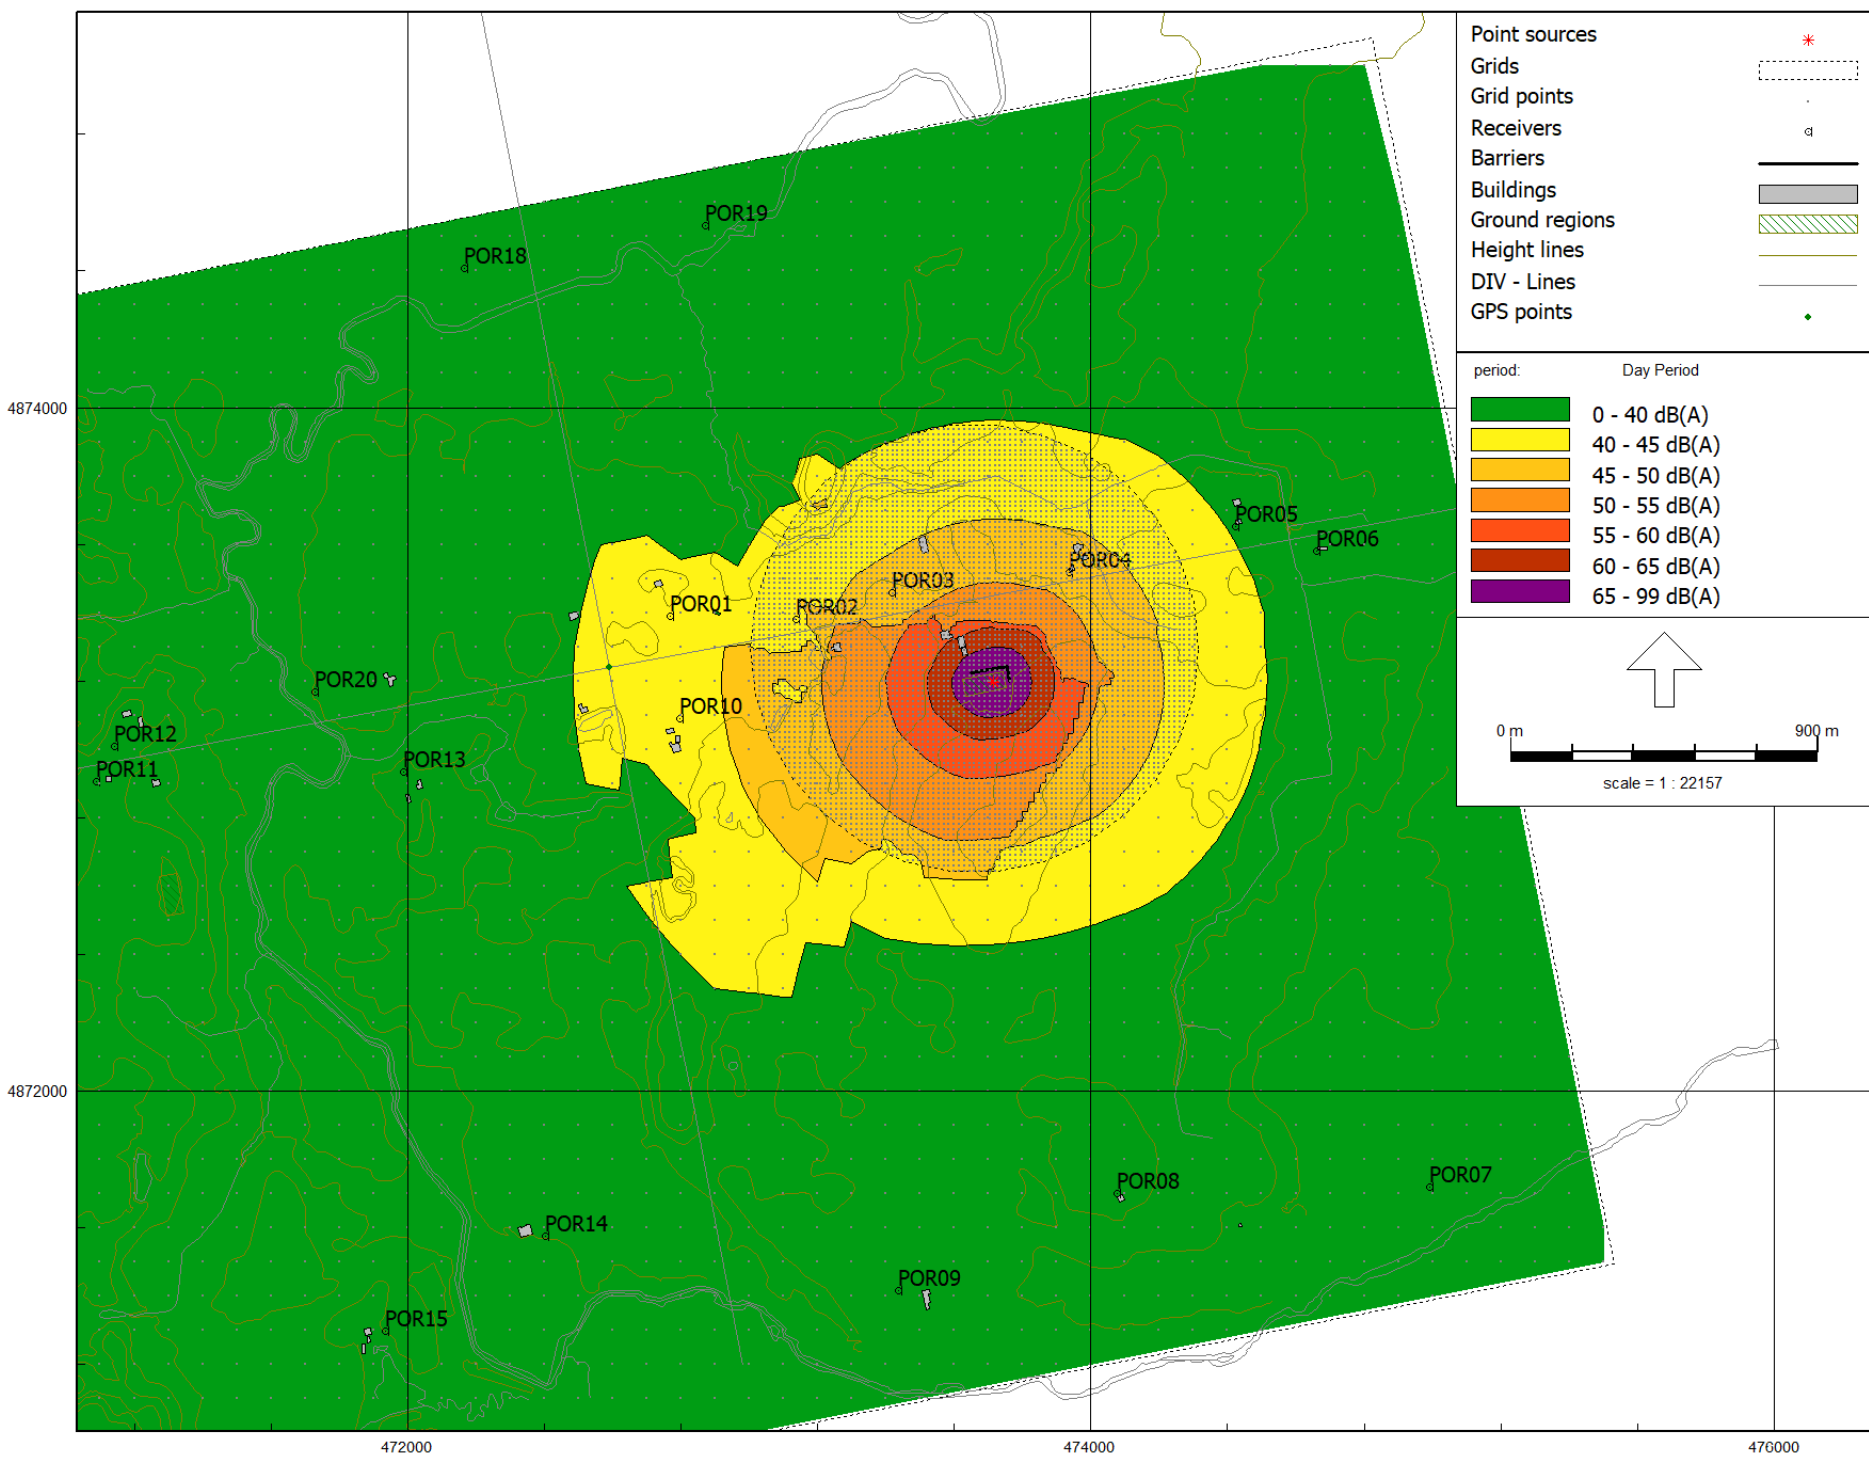 Point sources
Grids
Grid points
Receivers
Barriers
Buildings
Ground regions
Height lines
DIV - Lines
GPS points
period: Day Period
0 - 40 dB(A)
40 - 45 dB(A)
45 - 50 dB(A)
50 - 55 dB(A)
55 - 60 dB(A)
60 - 65 dB(A)
65 - 99 dB(A)
0 m 900 m
scale = 1 : 22157
POR19
POR18
4874000
POR05
POR06
POR04
POR03
POR01
POR02
POR20
POR10
POR12
POR13
POR11
4872000
POR08
POR07
POR14
POR09
POR15
472000 474000 476000